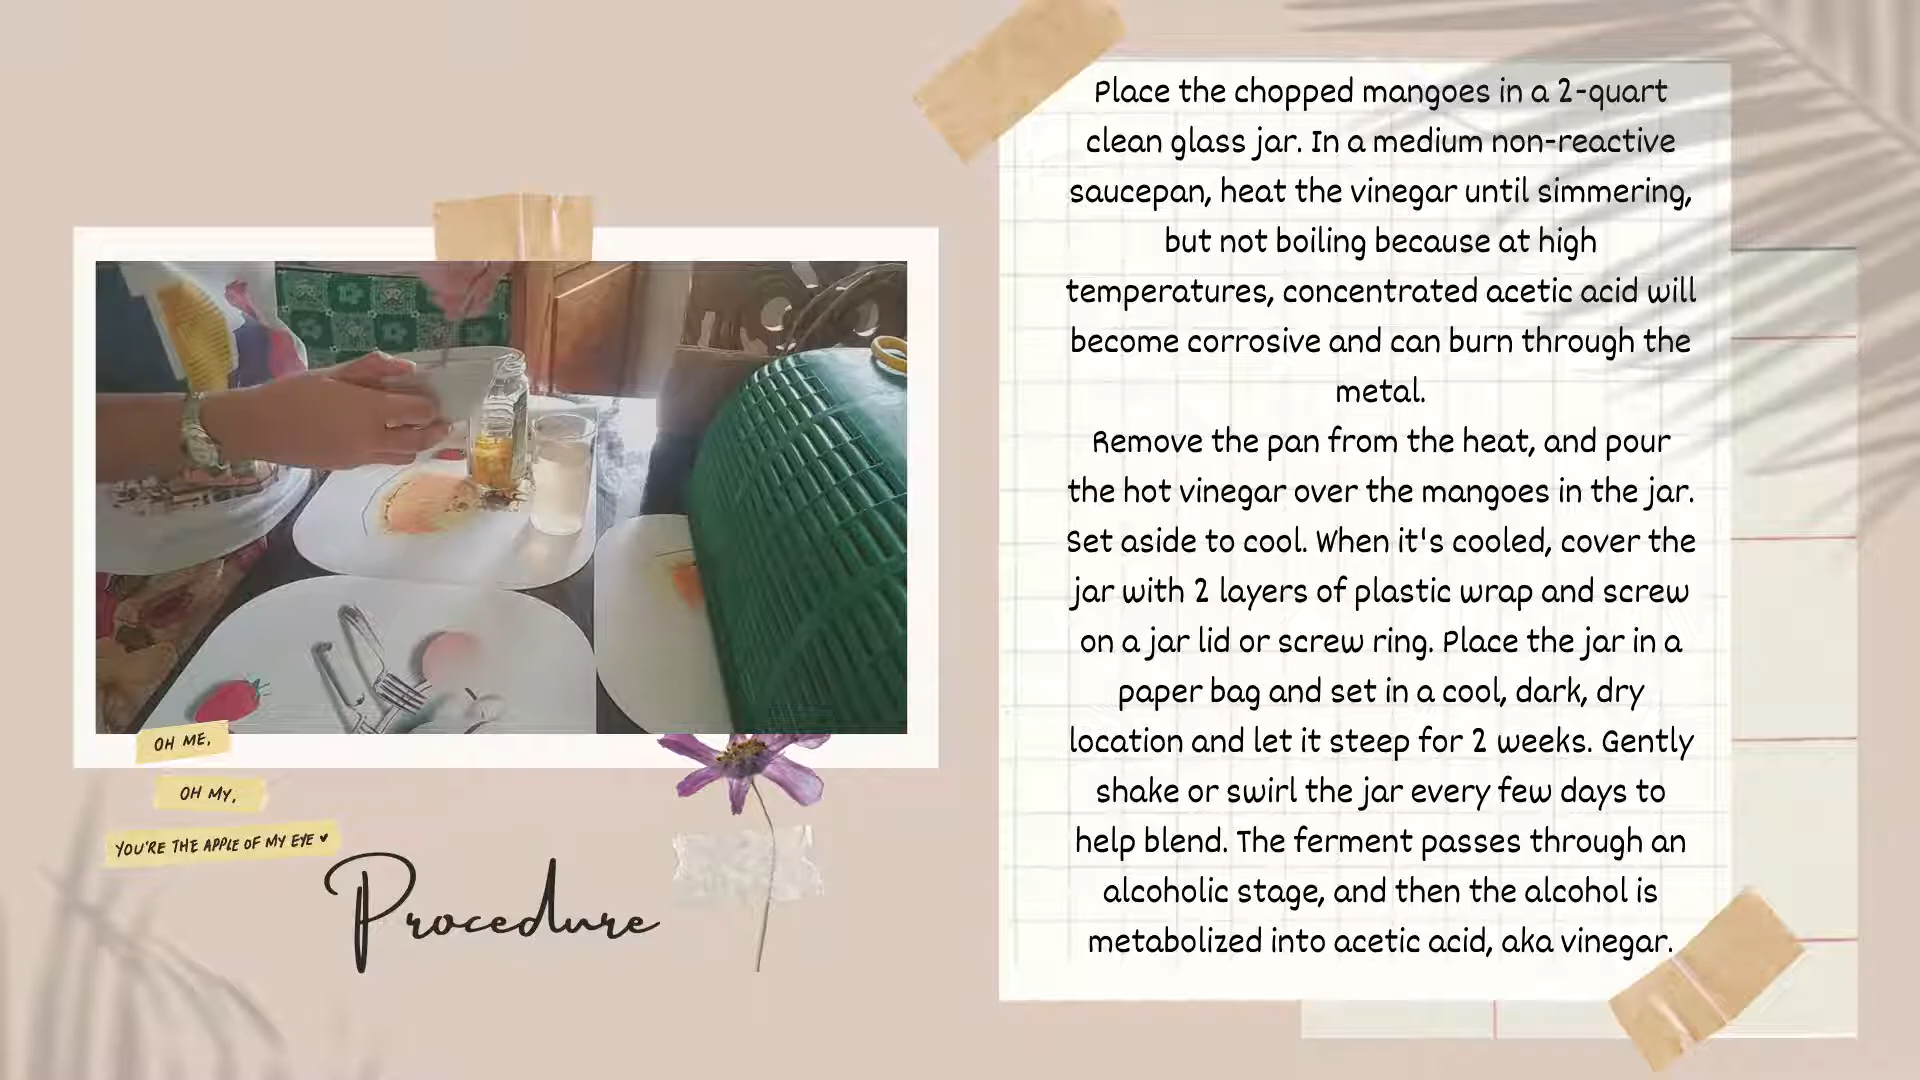 Place the chopped mangoes in a 2-quart
clean glass jar. In a medium non-reactive
saucepan, heat the vinegar until simmering,
but not boiling because at high
temperatures, concentrated acetic acid will
become corrosive and can burn through the
metal.
Remove the pan from the heat, and pour
the hot vinegar over the mangoes in the jar.
Set aside to cool. When it's cooled, cover the
jar with 2 layers of plastic wrap and screw
on a jar lid or screw ring. Place the jar in a
paper bag and set in a cool, dark, dry
location and let it steep for 2 weeks. Gently
shake or swirl the jar every few days to
help blend. The ferment passes through an
alcoholic stage, and then the alcohol is
metabolized into acetic acid, aka vinegar.
OH ME,
OH MY,
YOU'RE THE APPLE OF MY EYE ♥
Procedure